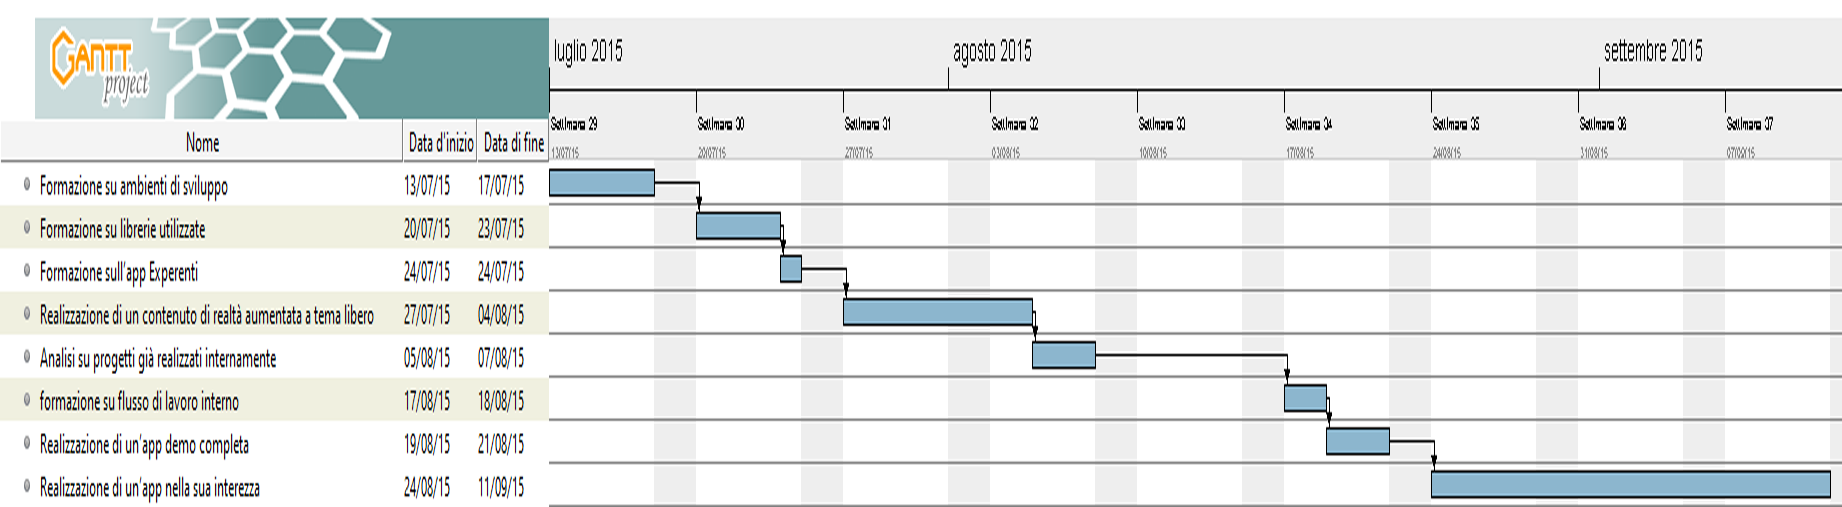 GANTT
project
luglio 2015 agosto 2015 settembre 2015
Settimana 29 Settimana 30 Settimana 31 Settimana 32 Settimana 33 Settimana 34 Settimana 35 Settimana 36 Settimana 37
13/07/15 20/07/15 27/07/15 03/08/15 10/08/15 17/08/15 24/08/15 31/08/15 07/09/15
Nome Data d'inizio Data di fine
Formazione su ambienti di sviluppo 13/07/15 17/07/15
Formazione su librerie utilizzate 20/07/15 23/07/15
Formazione sull'app Experenti 24/07/15 24/07/15
Realizzazione di un contenuto di realtà aumentata a tema libero 27/07/15 04/08/15
Analisi su progetti già realizzati internamente 05/08/15 07/08/15
formazione su flusso di lavoro interno 17/08/15 18/08/15
Realizzazione di un'app demo completa 19/08/15 21/08/15
Realizzazione di un'app nella sua interezza 24/08/15 11/09/15